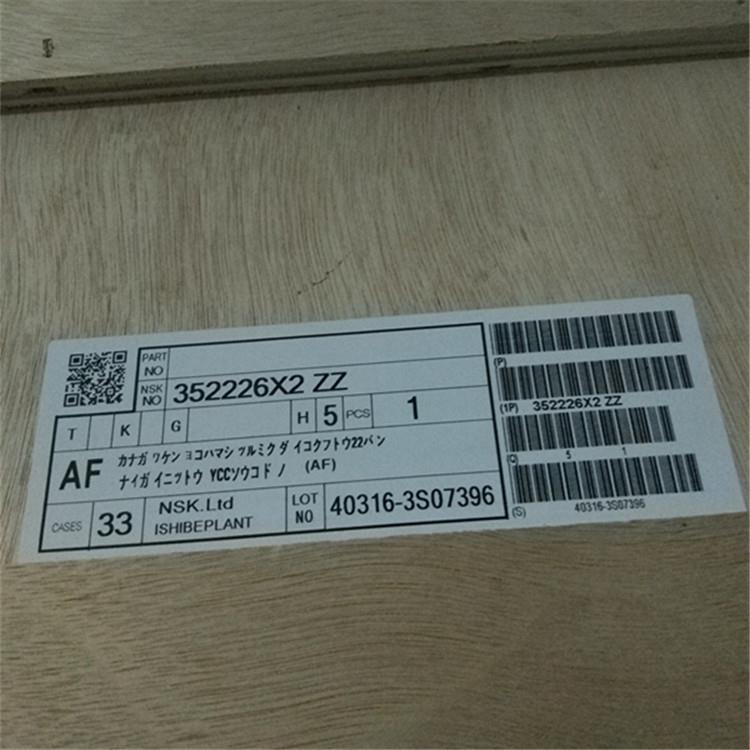 PART NO
NSK NO 352226X2 ZZ
T K G H 5 PCS 1
AF カナガワケン ヨコハマシ ツルミクダイコクフトウ22バン
ナイガイニットウ YCCソウコドノ (AF)
CASES 33 NSK.Ltd ISHIBEPLANT LOT NO 40316-3S07396
(P)
(1P) 352226X2 ZZ
(Q) 5 1
(S) 40316-3S07396